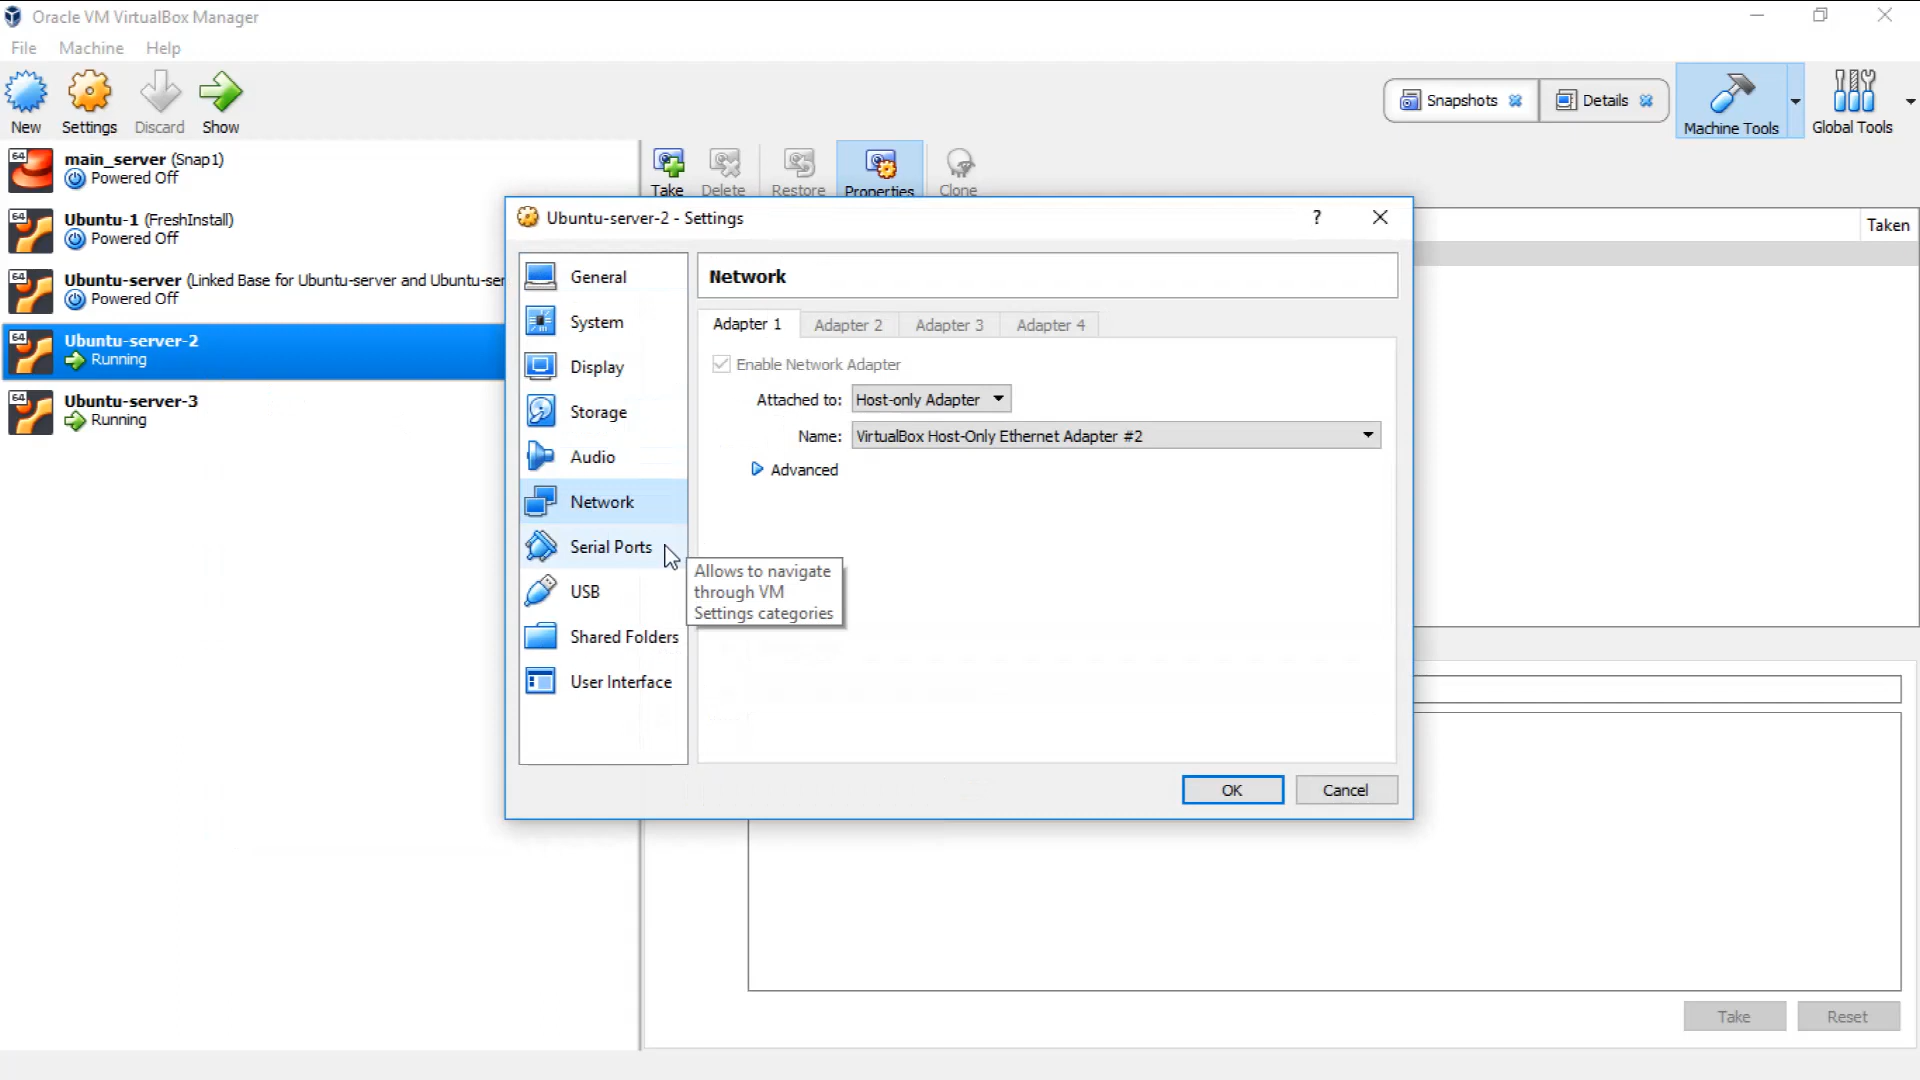 Oracle VM VirtualBox Manager
File Machine Help
New Settings Discard Show
Snapshots Details Machine Tools Global Tools
64 main_server (Snap1)
Powered Off
64 Ubuntu-1 (FreshInstall)
Powered Off
64 Ubuntu-server (Linked Base for Ubuntu-server and Ubuntu-ser
Powered Off
64 Ubuntu-server-2
Running
64 Ubuntu-server-3
Running
Take Delete Restore Properties Clone
Taken
Ubuntu-server-2 - Settings ?
General
System
Display
Storage
Audio
Network
Serial Ports
USB
Shared Folders
User Interface
Network
Adapter 1 Adapter 2 Adapter 3 Adapter 4
Enable Network Adapter
Attached to: Host-only Adapter
Name: VirtualBox Host-Only Ethernet Adapter #2
Advanced
Allows to navigate
through VM
Settings categories
OK Cancel
Take Reset